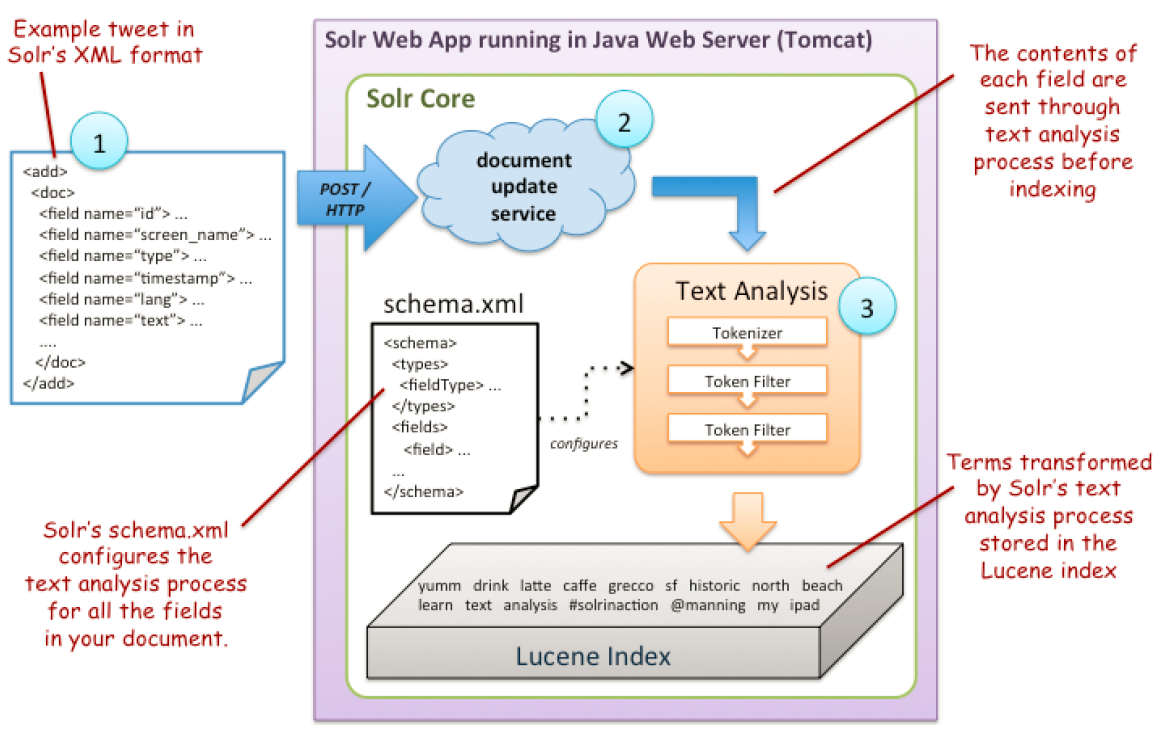 Example tweet in
Solr's XML format
1
<add>
<doc>
<field name="id"> ...
<field name="screen_name"> ...
<field name="type"> ...
<field name="timestamp"> ...
<field name="lang"> ...
<field name="text"> ...
....
</doc>
</add>
Solr Web App running in Java Web Server (Tomcat)
Solr Core
POST /
HTTP
2
document
update
service
The contents of
each field are
sent through
text analysis
process before
indexing
schema.xml
<schema>
<types>
<fieldType> ...
</types>
<fields>
<field> ...
...
</schema>
configures
Text Analysis
3
Tokenizer
Token Filter
Token Filter
Solr's schema.xml
configures the
text analysis process
for all the fields
in your document.
Terms transformed
by Solr's text
analysis process
stored in the
Lucene index
yumm drink latte caffe grecco sf historic north beach
learn text analysis #solrinaction @manning my ipad
Lucene Index